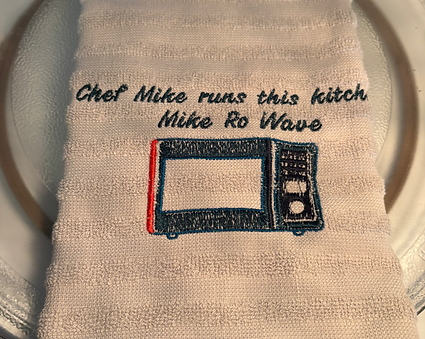 Chef Mike runs this kitch
Mike Ro Wave